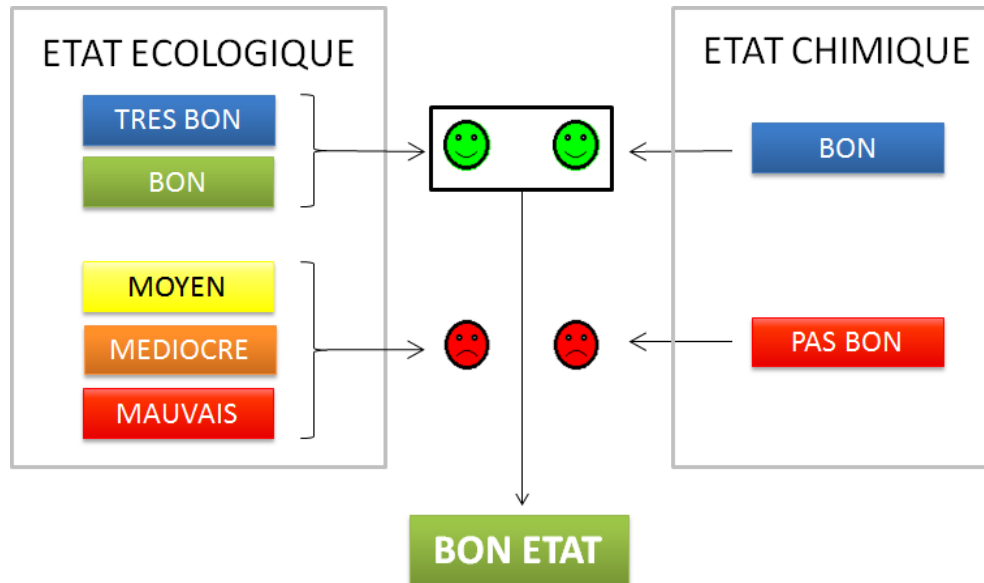 ETAT ECOLOGIQUE
TRES BON
BON
MOYEN
MEDIOCRE
MAUVAIS
ETAT CHIMIQUE
BON
PAS BON
BON ETAT